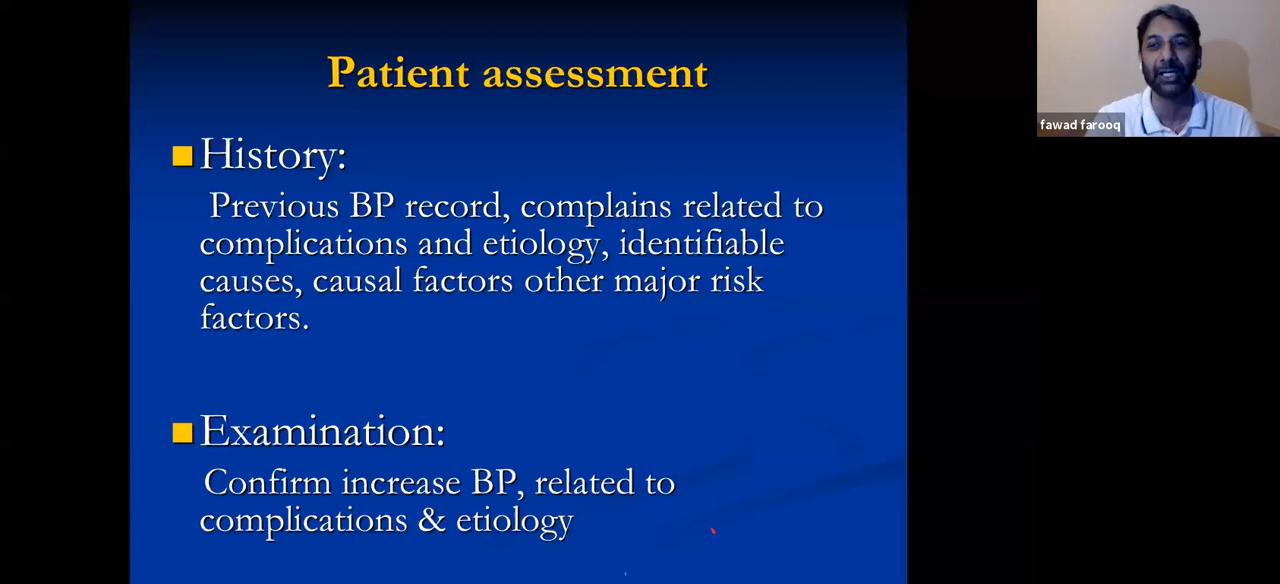 Patient assessment
History:
Previous BP record, complains related to
complications and etiology, identifiable
causes, causal factors other major risk
factors.
Examination:
Confirm increase BP, related to
complications & etiology
fawad farooq